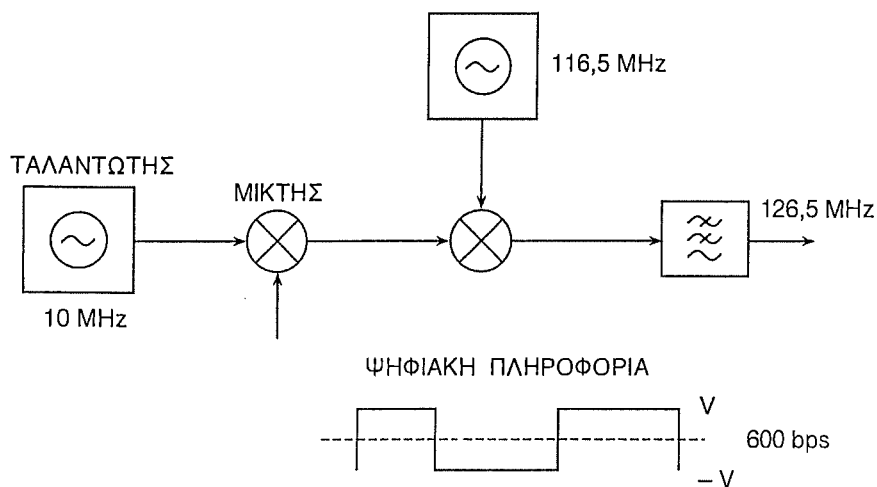 116,5 MHz
ΤΑΛΑΝΤΩΤΗΣ
ΜΙΚΤΗΣ
126,5 MHz
10 MHz
ΨΗΦΙΑΚΗ ΠΛΗΡΟΦΟΡΙΑ
V
600 bps
– V